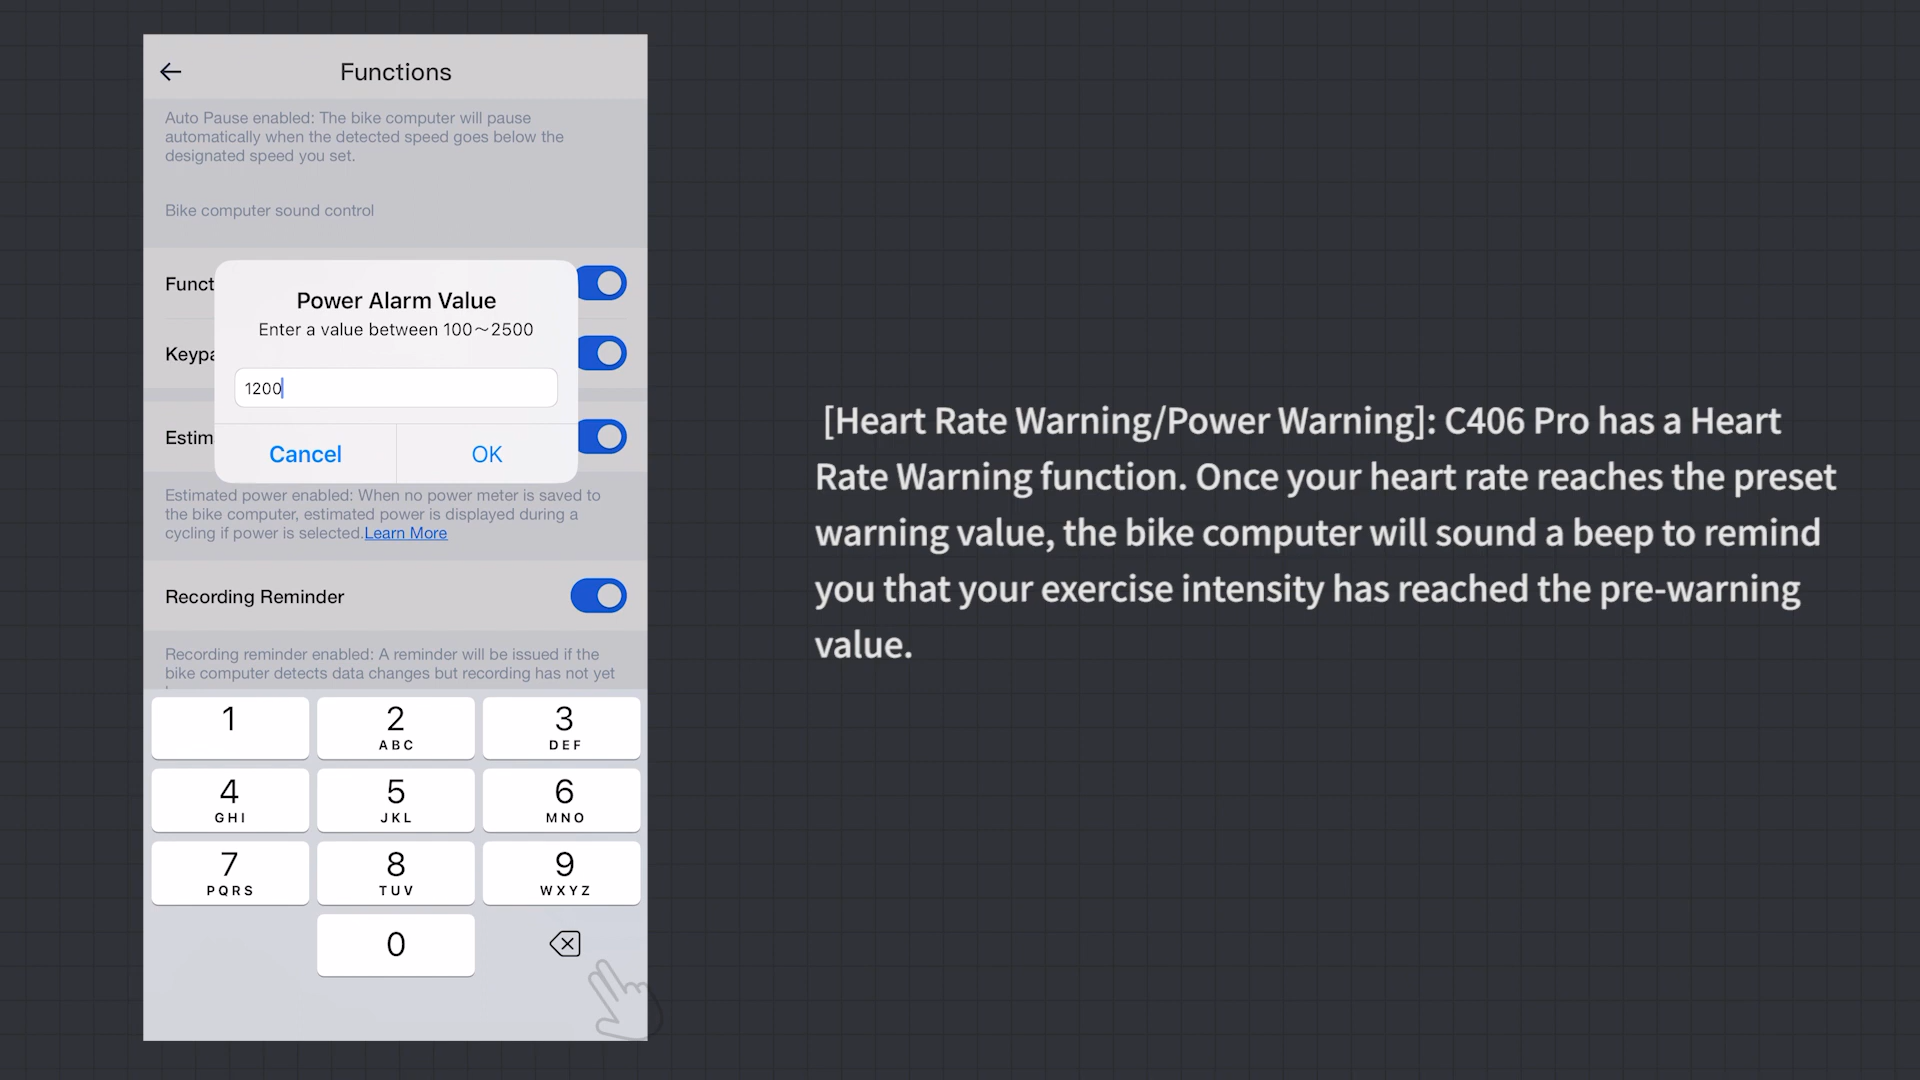 Functions
Auto Pause enabled: The bike computer will pause
automatically when the detected speed goes below the
designated speed you set.
Bike computer sound control
Funct
Power Alarm Value
Enter a value between 100~2500
Keypa
1200
Estim
Cancel
OK
Estimated power enabled: When no power meter is saved to
the bike computer, estimated power is displayed during a
cycling if power is selected.Learn More
Recording Reminder
Recording reminder enabled: A reminder will be issued if the
bike computer detects data changes but recording has not yet
1
2
ABC
3
DEF
4
GHI
5
JKL
6
MNO
7
PQRS
8
TUV
9
WXYZ
0
[Heart Rate Warning/Power Warning]: C406 Pro has a Heart
Rate Warning function. Once your heart rate reaches the preset
warning value, the bike computer will sound a beep to remind
you that your exercise intensity has reached the pre-warning
value.